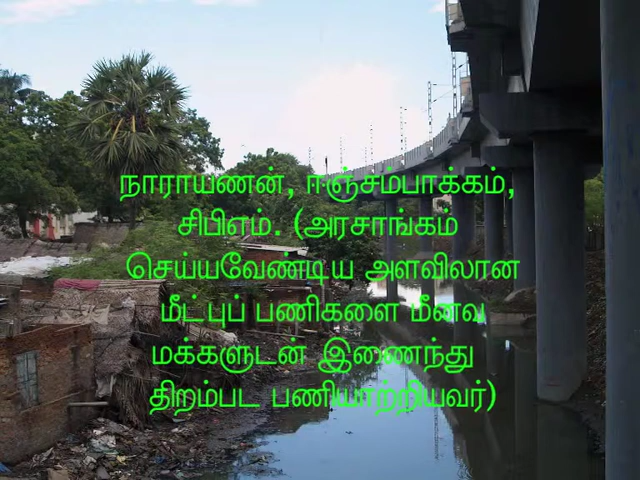 நாராயணன், ஈஞ்சம்பாக்கம்,
சிபிஎம். (அரசாங்கம்
செய்யவேண்டிய அளவிலான
மீட்புப் பணிகளை மீனவ
மக்களுடன் இணைந்து
திறம்பட பணியாற்றியவர்)